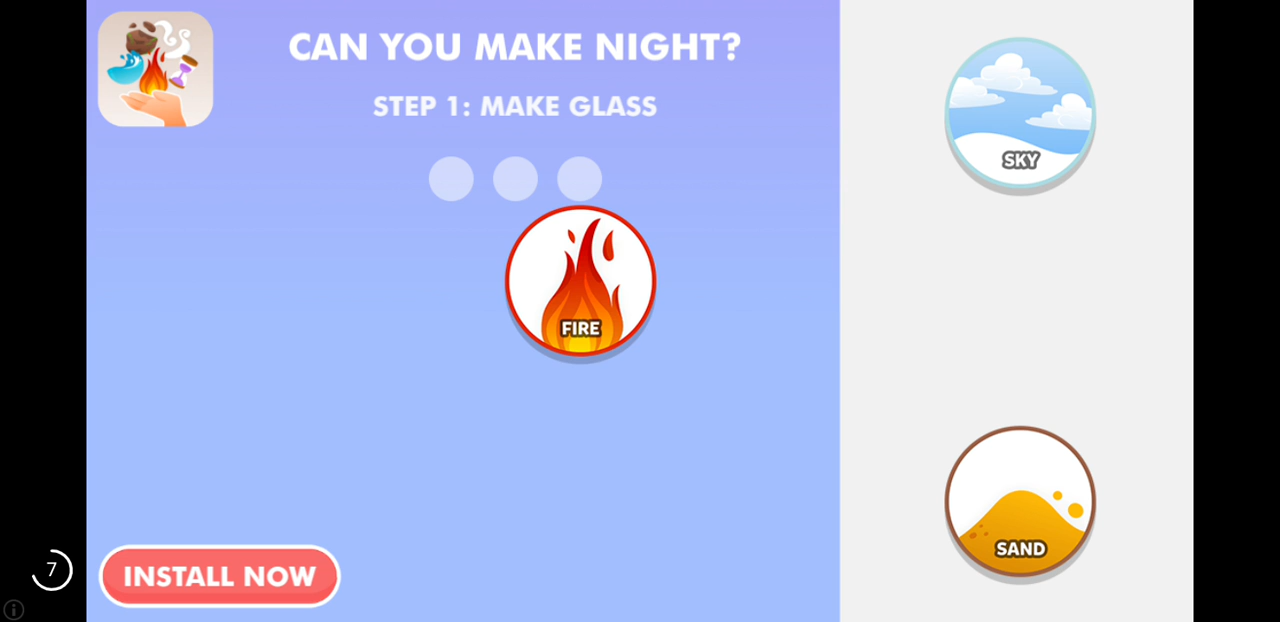 CAN YOU MAKE NIGHT?
STEP 1: MAKE GLASS
SKY
FIRE
SAND
7
INSTALL NOW